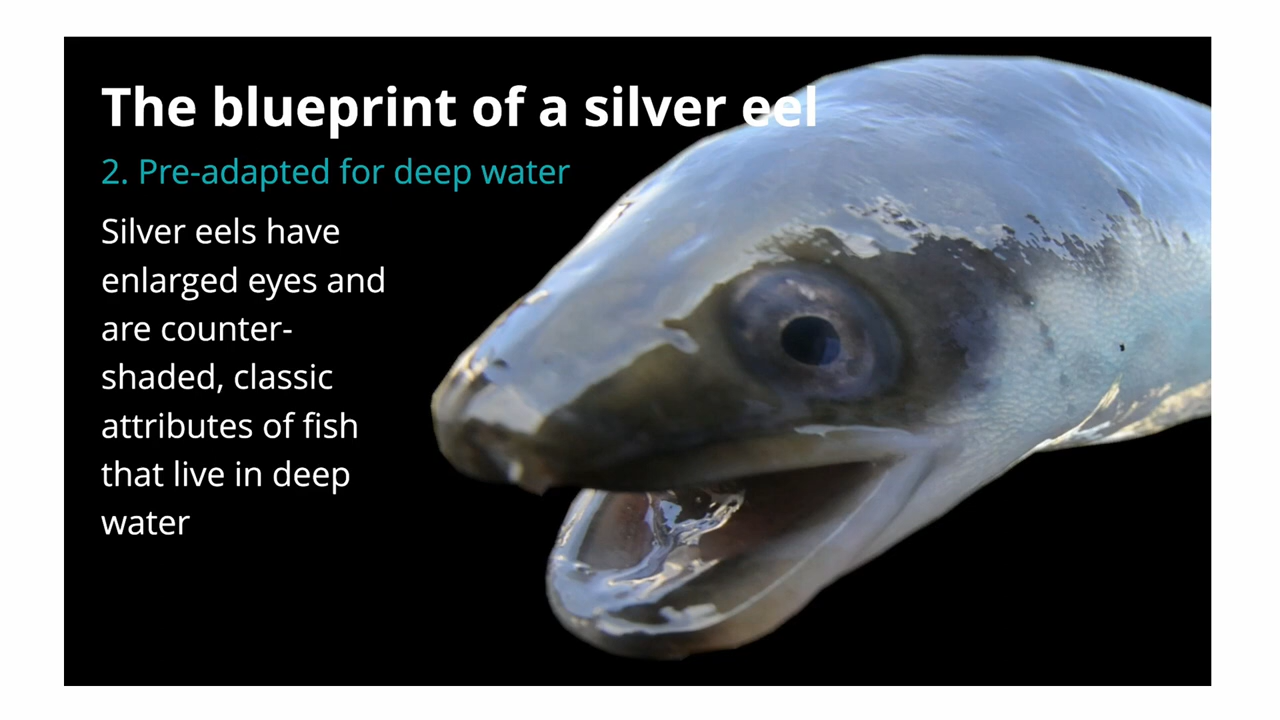 The blueprint of a silver eel
2. Pre-adapted for deep water
Silver eels have
enlarged eyes and
are counter-
shaded, classic
attributes of fish
that live in deep
water